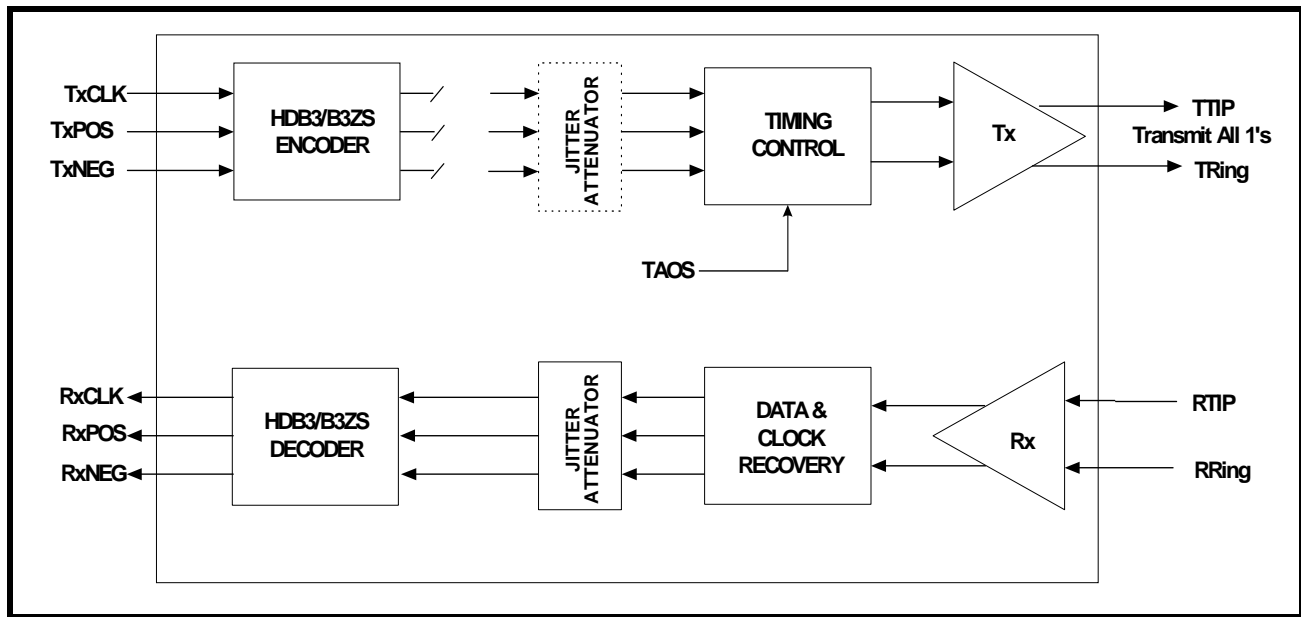 TxCLK
TxPOS
TxNEG
HDB3/B3ZS
ENCODER
JITTER
ATTENUATOR
TIMING
CONTROL
Tx
TTIP
Transmit All 1's
TRing
TAOS
RxCLK
RxPOS
RxNEG
HDB3/B3ZS
DECODER
JITTER
ATTENUATOR
DATA &
CLOCK
RECOVERY
Rx
RTIP
RRing